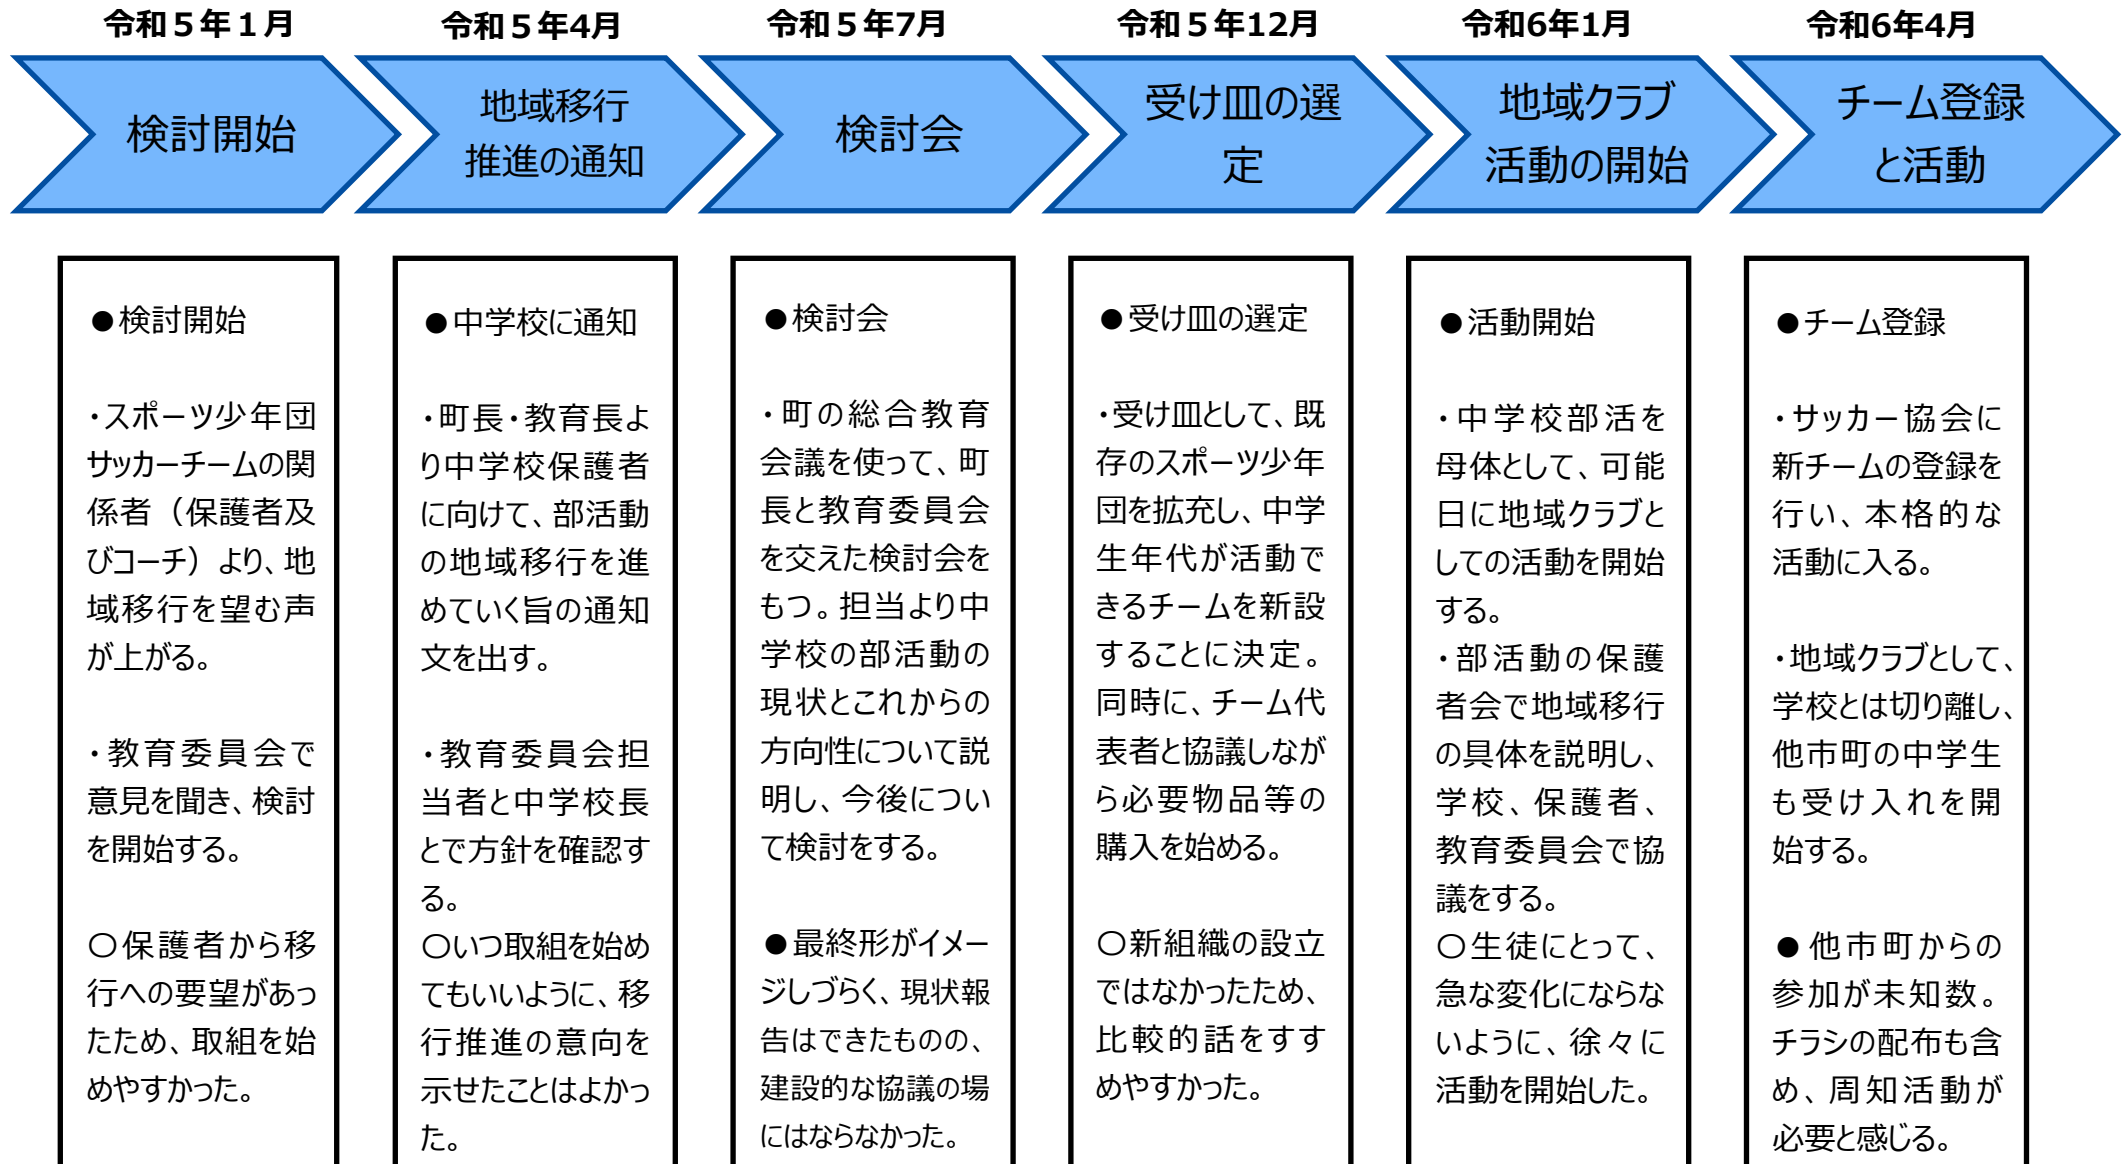 令和５年１月
令和５年4月
令和５年7月
令和５年12月
令和6年1月
令和6年4月
検討開始
地域移行
推進の通知
検討会
受け皿の選
定
地域クラブ
活動の開始
チーム登録
と活動
●検討開始
・スポーツ少年団
サッカーチームの関
係者（保護者及
びコーチ）より、地
域移行を望む声
が上がる。
・教育委員会で
意見を聞き、検討
を開始する。
〇保護者から移
行への要望があっ
たため、取組を始
めやすかった。
●中学校に通知
・町長・教育長よ
り中学校保護者
に向けて、部活動
の地域移行を進
めていく旨の通知
文を出す。
・教育委員会担
当者と中学校長
とで方針を確認す
る。
〇いつ取組を始め
てもいいように、移
行推進の意向を
示せたことはよかっ
た。
●検討会
・町の総合教育
会議を使って、町
長と教育委員会
を交えた検討会を
もつ。担当より中
学校の部活動の
現状とこれからの
方向性について説
明し、今後につい
て検討をする。
●最終形がイメー
ジしづらく、現状報
告はできたものの、
建設的な協議の場
にはならなかった。
●受け皿の選定
・受け皿として、既
存のスポーツ少年
団を拡充し、中学
生年代が活動で
きるチームを新設
することに決定。
同時に、チーム代
表者と協議しなが
ら必要物品等の
購入を始める。
〇新組織の設立
ではなかったため、
比較的話をすす
めやすかった。
●活動開始
・中学校部活を
母体として、可能
日に地域クラブと
しての活動を開始
する。
・部活動の保護
者会で地域移行
の具体を説明し、
学校、保護者、
教育委員会で協
議をする。
〇生徒にとって、
急な変化にならな
いように、徐々に
活動を開始した。
●チーム登録
・サッカー協会に
新チームの登録を
行い、本格的な
活動に入る。
・地域クラブとして、
学校とは切り離し、
他市町の中学生
も受け入れを開
始する。
●他市町からの
参加が未知数。
チラシの配布も含
め、周知活動が
必要と感じる。